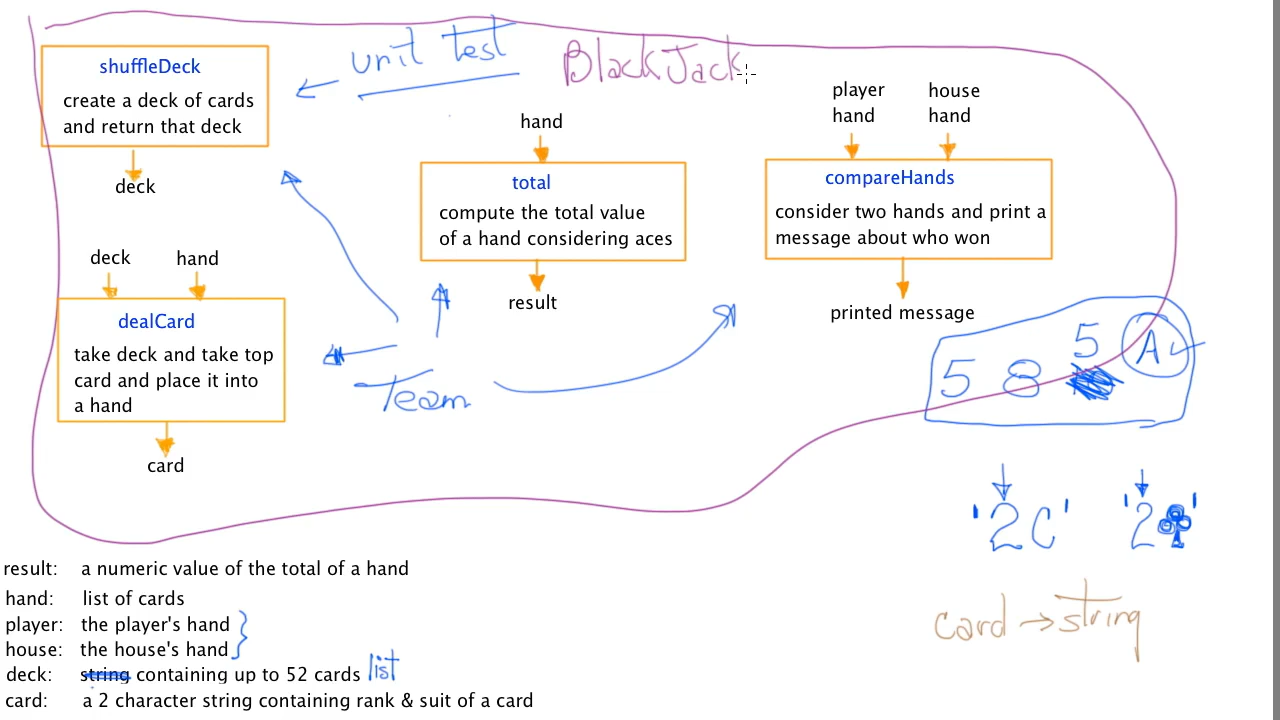 unit test
BlackJack
shuffleDeck
create a deck of cards
and return that deck
deck
hand
total
compute the total value
of a hand considering aces
result
player
hand
house
hand
compareHands
consider two hands and print a
message about who won
printed message
deck
hand
dealCard
take deck and take top
card and place it into
a hand
card
Team
5 8 5 A
'2C'
'2♣'
card → string
result: a numeric value of the total of a hand
hand: list of cards
player: the player's hand
house: the house's hand
deck: string containing up to 52 cards list
card: a 2 character string containing rank & suit of a card